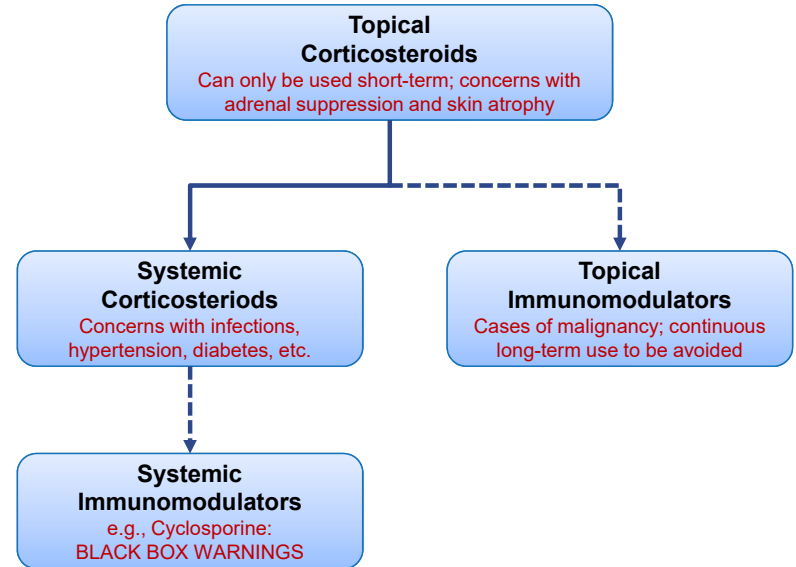 Topical
Corticosteroids
Can only be used short-term; concerns with
adrenal suppression and skin atrophy
Systemic
Corticosteriods
Concerns with infections,
hypertension, diabetes, etc.
Topical
Immunomodulators
Cases of malignancy; continuous
long-term use to be avoided
Systemic
Immunomodulators
e.g., Cyclosporine:
BLACK BOX WARNINGS